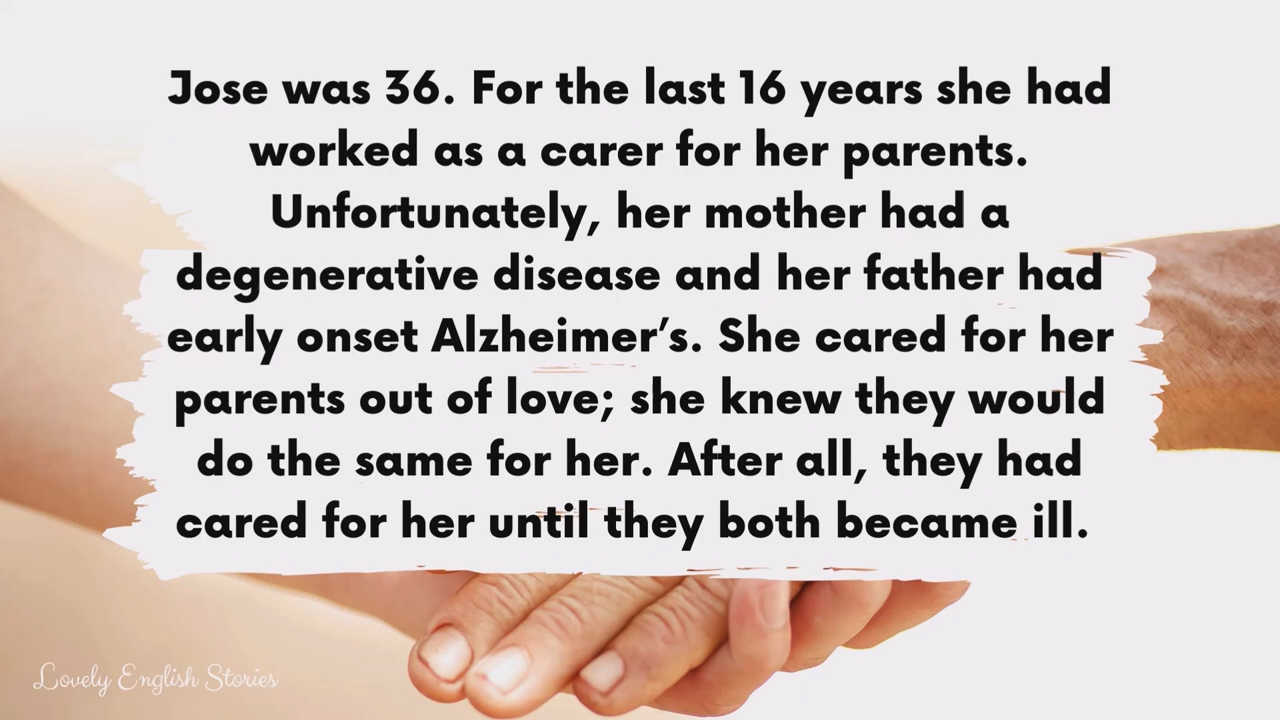 Jose was 36. For the last 16 years she had
worked as a carer for her parents.
Unfortunately, her mother had a
degenerative disease and her father had
early onset Alzheimer’s. She cared for her
parents out of love; she knew they would
do the same for her. After all, they had
cared for her until they both became ill.
Lovely English Stories